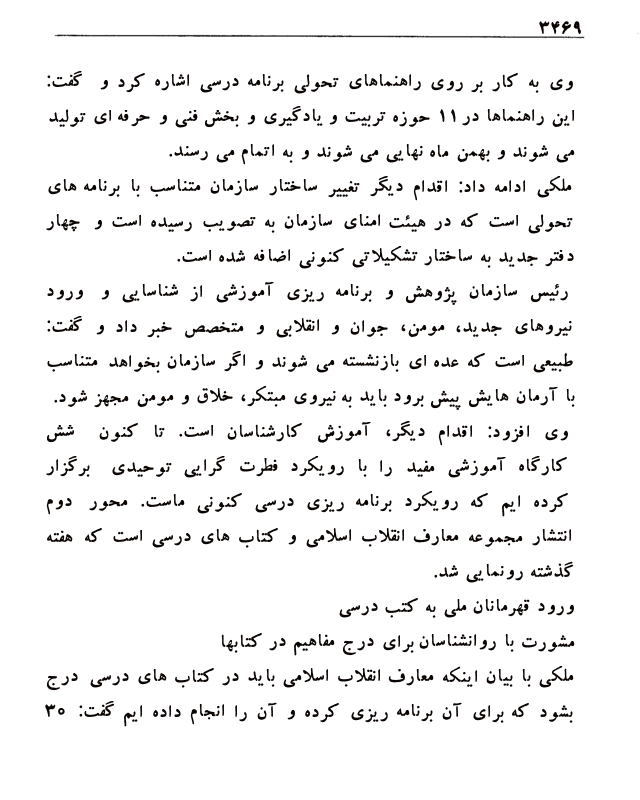 ۳۴۶۹
وی به کار بر روی راهنماهای تحولی برنامه درسی اشاره کرد و گفت:
این راهنماها در ۱۱ حوزه تربیت و یادگیری و بخش فنی و حرفه ای تولید
می شوند و بهمن ماه نهایی می شوند و به اتمام می رسند.
ملکی ادامه داد: اقدام دیگر تغییر ساختار سازمان متناسب با برنامه های
تحولی است که در هیئت امنای سازمان به تصویب رسیده است و چهار
دفتر جدید به ساختار تشکیلاتی کنونی اضافه شده است.
رئیس سازمان پژوهش و برنامه ریزی آموزشی از شناسایی و ورود
نیروهای جدید، مومن، جوان و انقلابی و متخصص خبر داد و گفت:
طبیعی است که عده ای بازنشسته می شوند و اگر سازمان بخواهد متناسب
با آرمان هایش پیش برود باید به نیروی مبتکر، خلاق و مومن مجهز شود.
وی افزود: اقدام دیگر، آموزش کارشناسان است. تا کنون شش
کارگاه آموزشی مفید را با رویکرد فطرت گرایی توحیدی برگزار
کرده ایم که رویکرد برنامه ریزی درسی کنونی ماست. محور دوم
انتشار مجموعه معارف انقلاب اسلامی و کتاب های درسی است که هفته
گذشته رونمایی شد.
ورود قهرمانان ملی به کتب درسی
مشورت با روانشناسان برای درج مفاهیم در کتابها
ملکی با بیان اینکه معارف انقلاب اسلامی باید در کتاب های درسی درج
بشود که برای آن برنامه ریزی کرده و آن را انجام داده ایم گفت: ۳۰